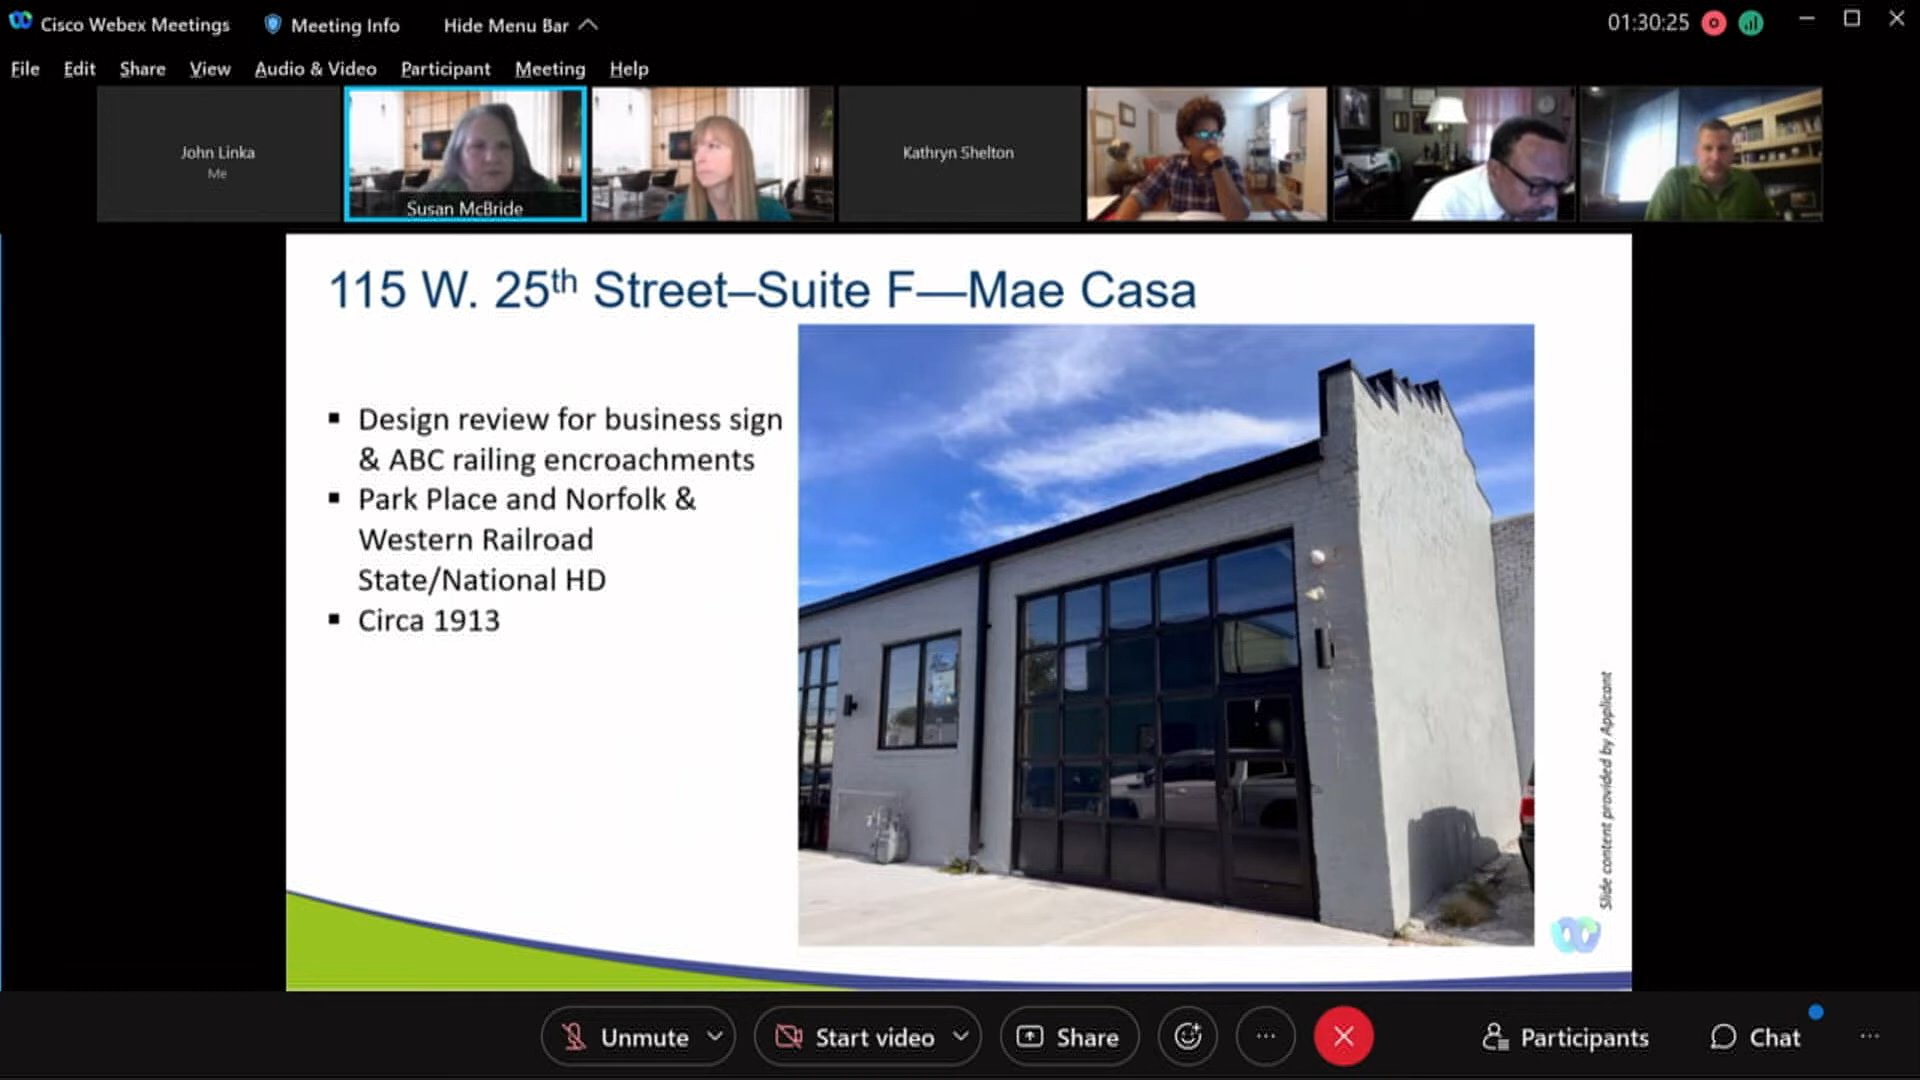 Cisco Webex Meetings
Meeting Info
Hide Menu Bar
01:30:25
File Edit Share View Audio & Video Participant Meeting Help
John Linka
Me
Susan McBride
Kathryn Shelton
115 W. 25th Street–Suite F—Mae Casa
▪ Design review for business sign
& ABC railing encroachments
▪ Park Place and Norfolk &
Western Railroad
State/National HD
▪ Circa 1913
Slide content provided by Applicant
Unmute
Start video
Share
Participants
Chat